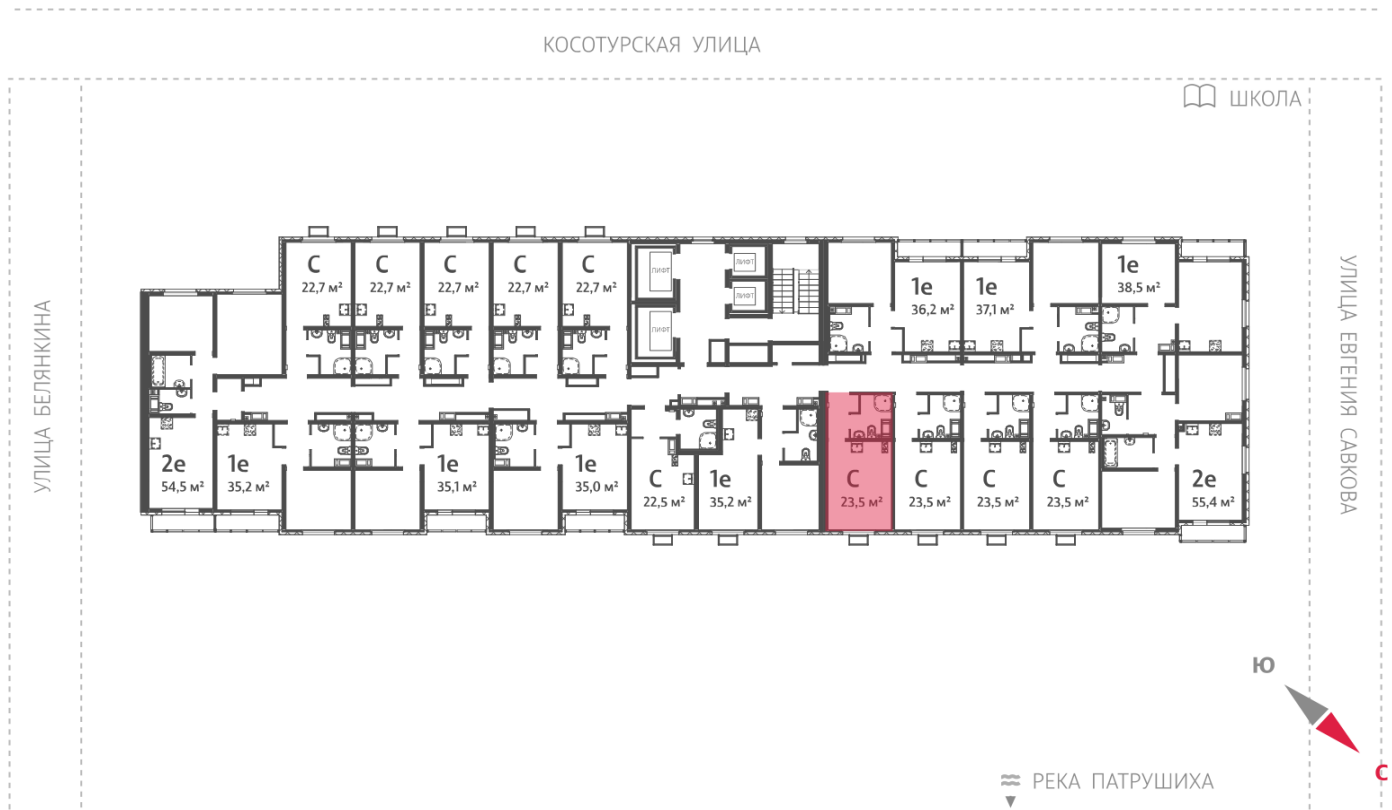 КОСОТУРСКАЯ УЛИЦА
ШКОЛА
УЛИЦА БЕЛЯНКИНА
УЛИЦА ЕВГЕНИЯ САВКОВА
С
22,7 м²
С
22,7 м²
С
22,7 м²
С
22,7 м²
С
22,7 м²
ЛИФТ
ЛИФТ
ЛИФТ
ЛИФТ
1е
36,2 м²
1е
37,1 м²
1е
38,5 м²
2е
54,5 м²
1е
35,2 м²
1е
35,1 м²
1е
35,0 м²
С
22,5 м²
1е
35,2 м²
С
23,5 м²
С
23,5 м²
С
23,5 м²
С
23,5 м²
2е
55,4 м²
Ю
С
РЕКА ПАТРУШИХА